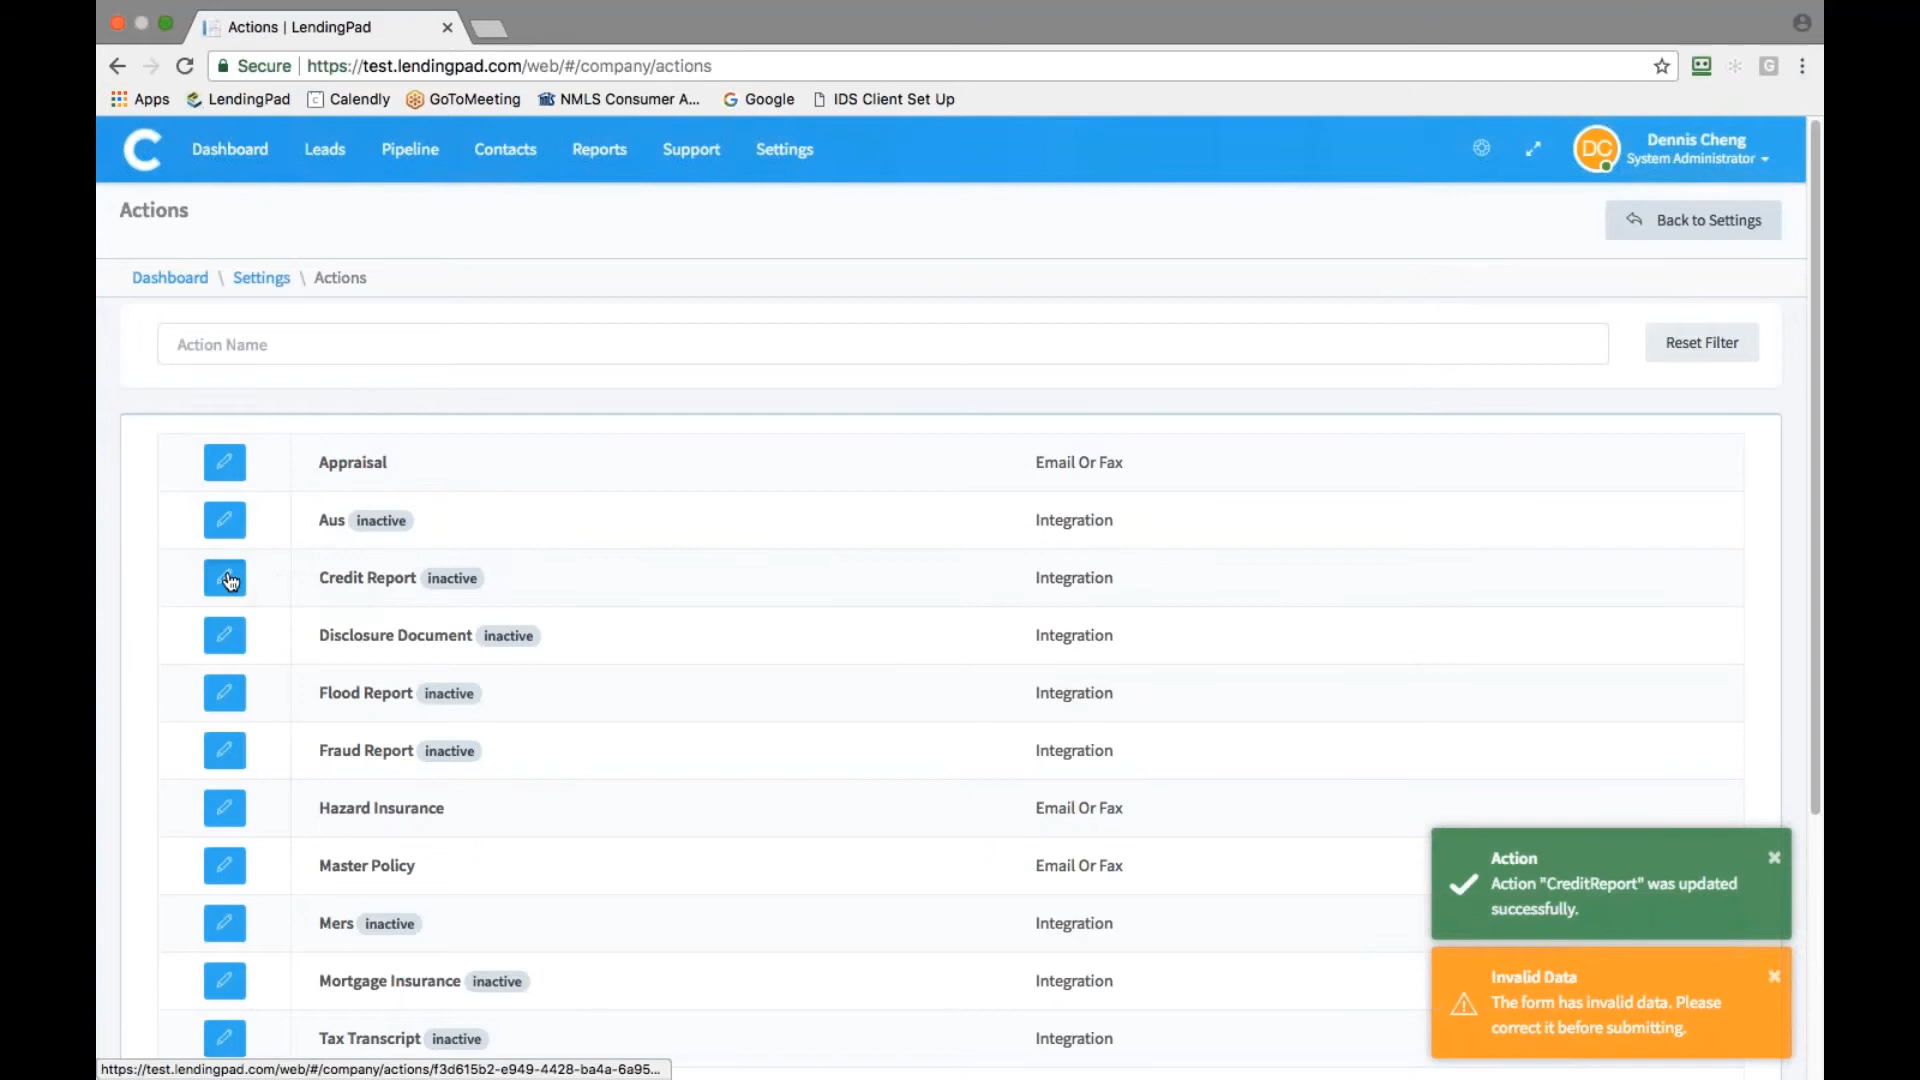 Actions | LendingPad
Secure
https://test.lendingpad.com/web/#/company/actions
Apps
LendingPad
Calendly
GoToMeeting
NMLS Consumer A...
Google
IDS Client Set Up
Dashboard
Leads
Pipeline
Contacts
Reports
Support
Settings
DC
Dennis Cheng
System Administrator
Actions
Back to Settings
Dashboard \ Settings \ Actions
Action Name
Reset Filter
Appraisal
Email Or Fax
Aus inactive
Integration
Credit Report inactive
Integration
Disclosure Document inactive
Integration
Flood Report inactive
Integration
Fraud Report inactive
Integration
Hazard Insurance
Email Or Fax
Master Policy
Email Or Fax
Mers inactive
Integration
Mortgage Insurance inactive
Integration
Tax Transcript inactive
Integration
Action
Action "CreditReport" was updated
successfully.
Invalid Data
The form has invalid data. Please
correct it before submitting.
https://test.lendingpad.com/web/#/company/actions/f3d615b2-e949-4428-ba4a-6a95...